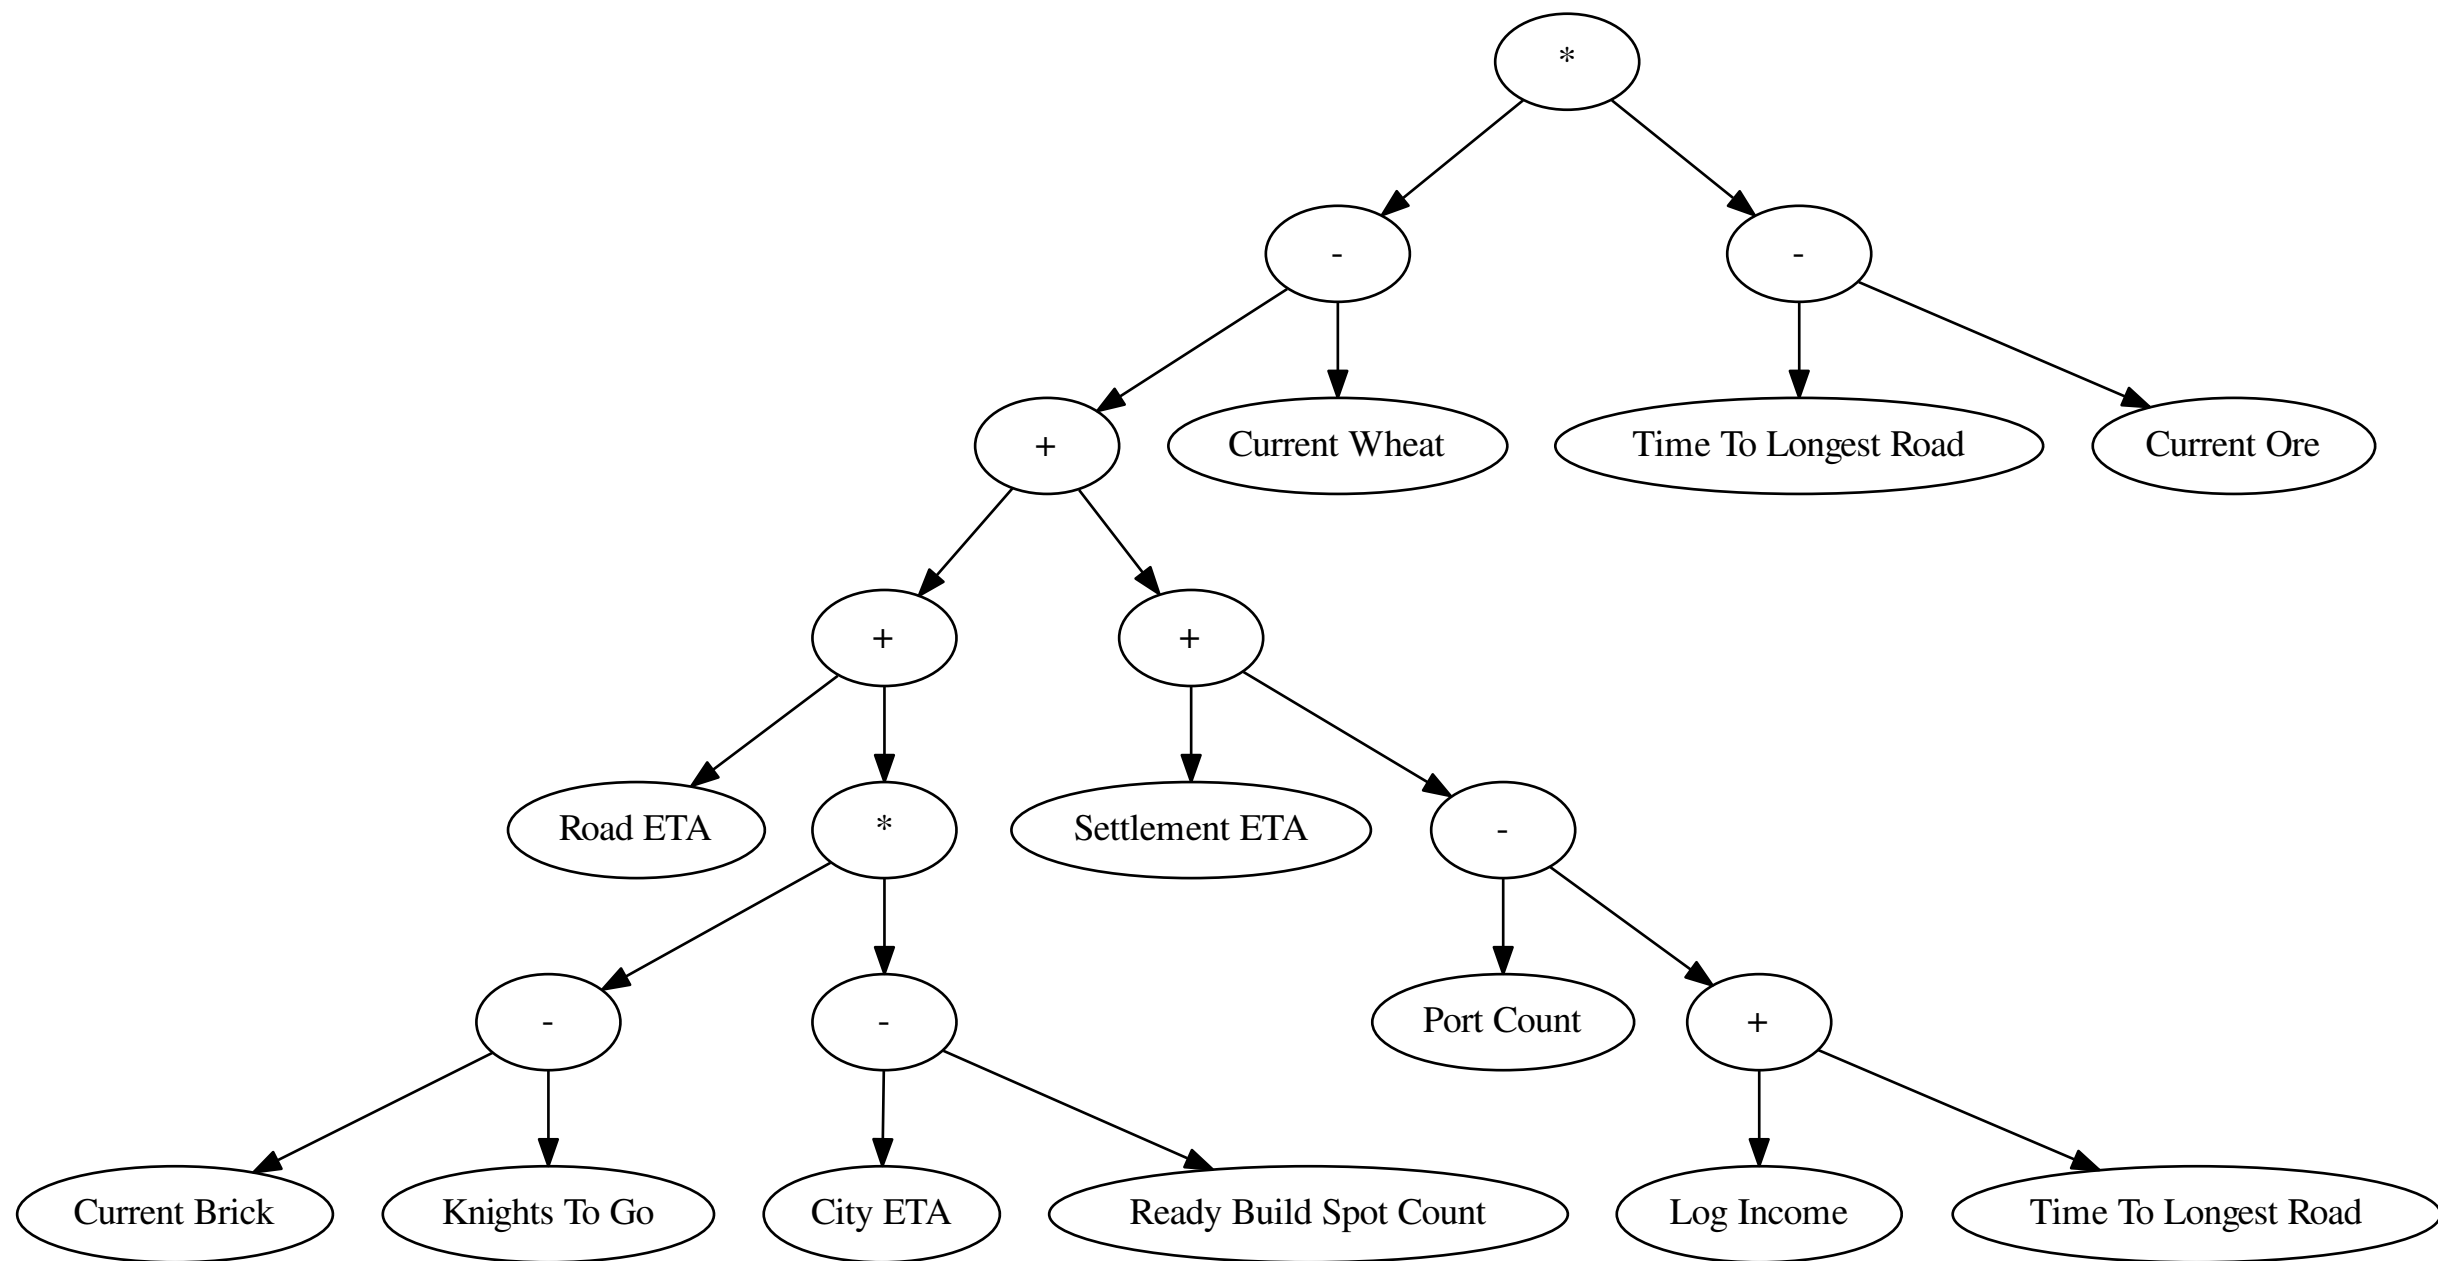 *
-
-
+
Current Wheat
Time To Longest Road
Current Ore
+
+
Road ETA
*
Settlement ETA
-
-
-
Port Count
+
Current Brick
Knights To Go
City ETA
Ready Build Spot Count
Log Income
Time To Longest Road